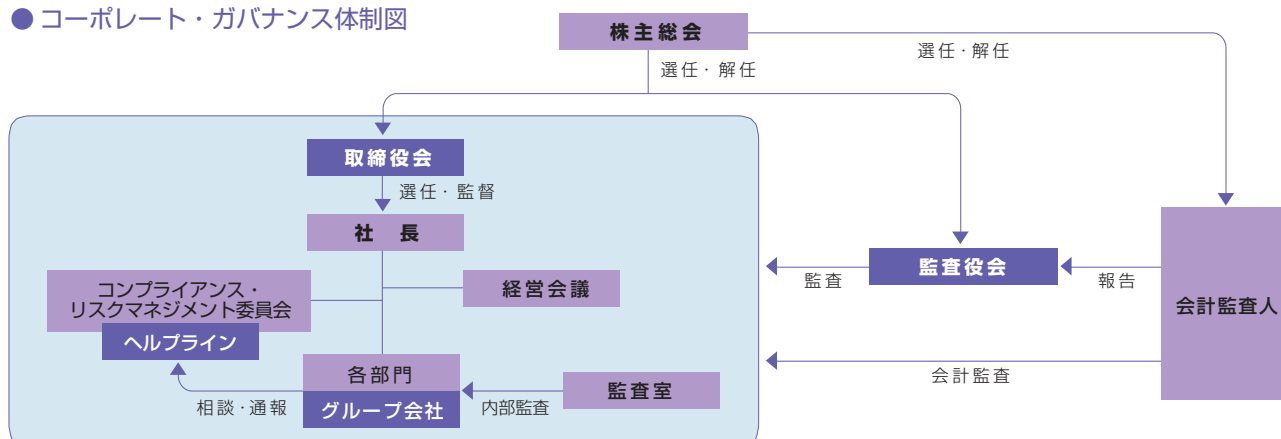 ● コーポレート・ガバナンス体制図
株主総会
選任・解任
選任・解任
取締役会
選任・監督
社 長
コンプライアンス・
リスクマネジメント委員会
ヘルプライン
経営会議
監査
監査役会
報告
会計監査人
会計監査
各部門
グループ会社
相談・通報
内部監査
監査室